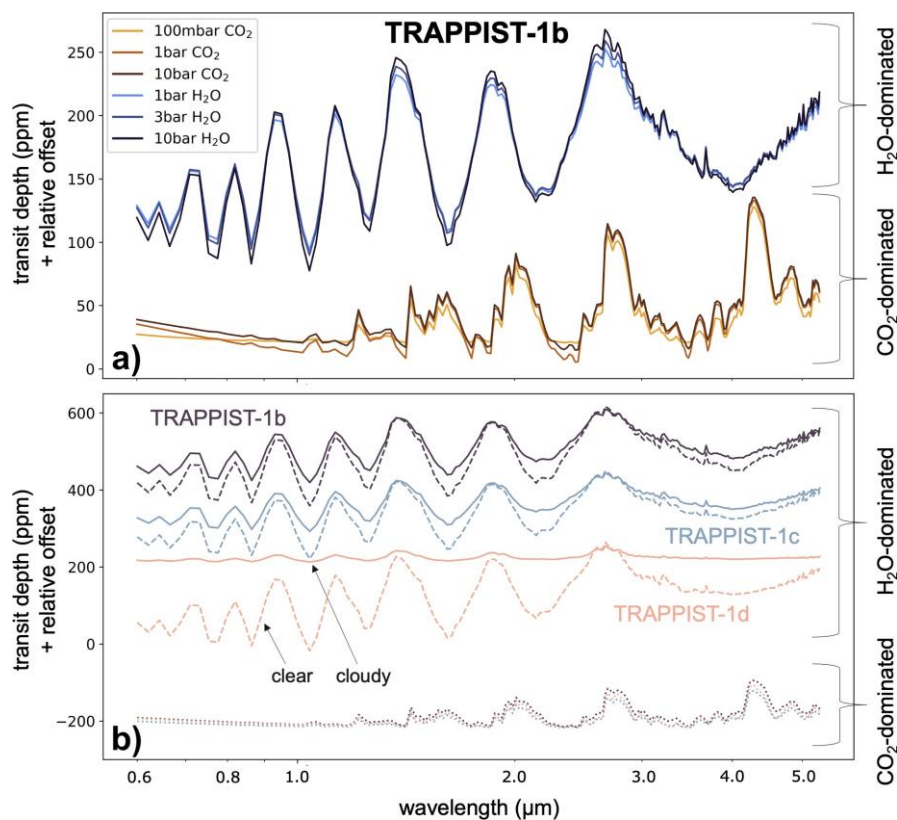 TRAPPIST-1b
100mbar CO₂
1bar CO₂
10bar CO₂
1bar H₂O
3bar H₂O
10bar H₂O
250
200
150
100
50
0
transit depth (ppm)
+ relative offset
a)
H₂O-dominated
CO₂-dominated
TRAPPIST-1b
TRAPPIST-1c
TRAPPIST-1d
clear
cloudy
600
400
200
0
−200
transit depth (ppm)
+ relative offset
b)
H₂O-dominated
CO₂-dominated
0.6
0.8
1.0
2.0
3.0
4.0
5.0
wavelength (μm)